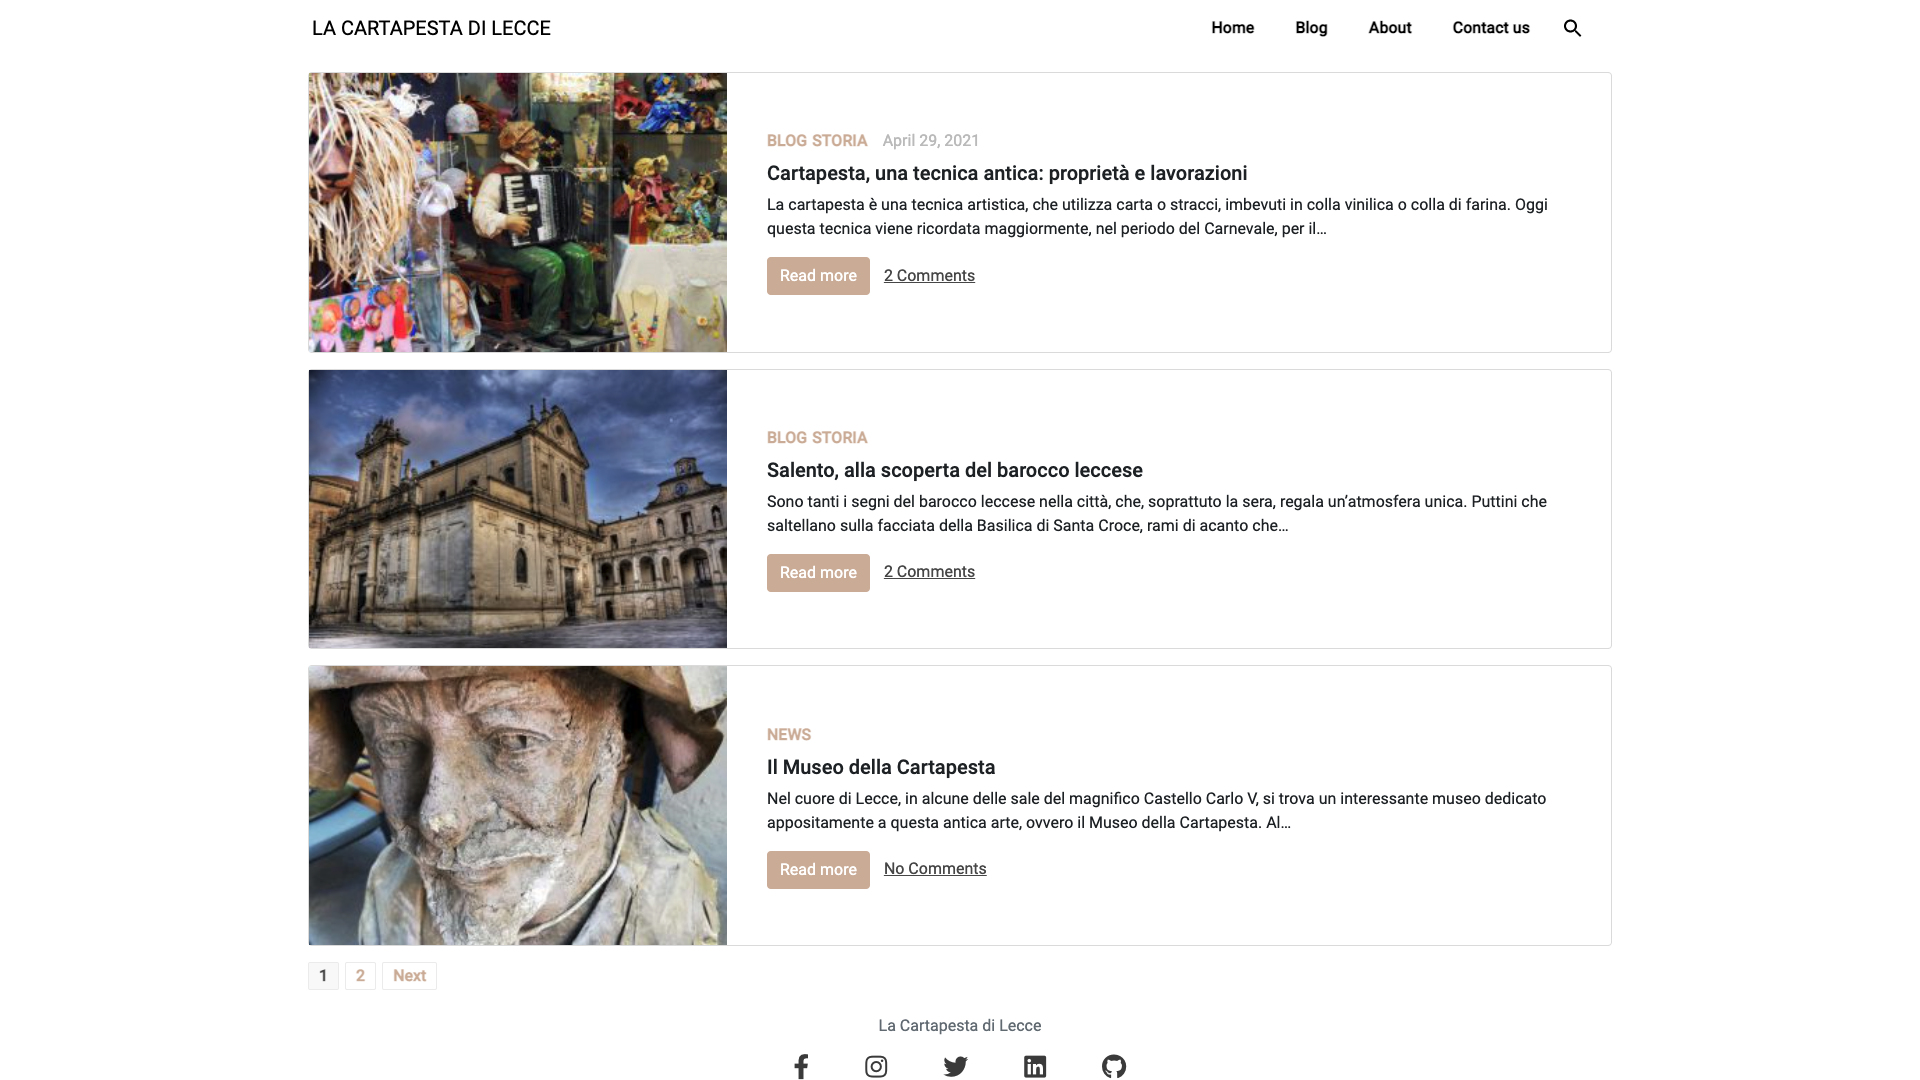 LA CARTAPESTA DI LECCE
Home Blog About Contact us
BLOG STORIA April 29, 2021
Cartapesta, una tecnica antica: proprietà e lavorazioni
La cartapesta è una tecnica artistica, che utilizza carta o stracci, imbevuti in colla vinilica o colla di farina. Oggi
questa tecnica viene ricordata maggiormente, nel periodo del Carnevale, per il…
Read more 2 Comments
BLOG STORIA
Salento, alla scoperta del barocco leccese
Sono tanti i segni del barocco leccese nella città, che, soprattuto la sera, regala un’atmosfera unica. Puttini che
saltellano sulla facciata della Basilica di Santa Croce, rami di acanto che…
Read more 2 Comments
NEWS
Il Museo della Cartapesta
Nel cuore di Lecce, in alcune delle sale del magnifico Castello Carlo V, si trova un interessante museo dedicato
appositamente a questa antica arte, ovvero il Museo della Cartapesta. Al…
Read more No Comments
1 2 Next
La Cartapesta di Lecce